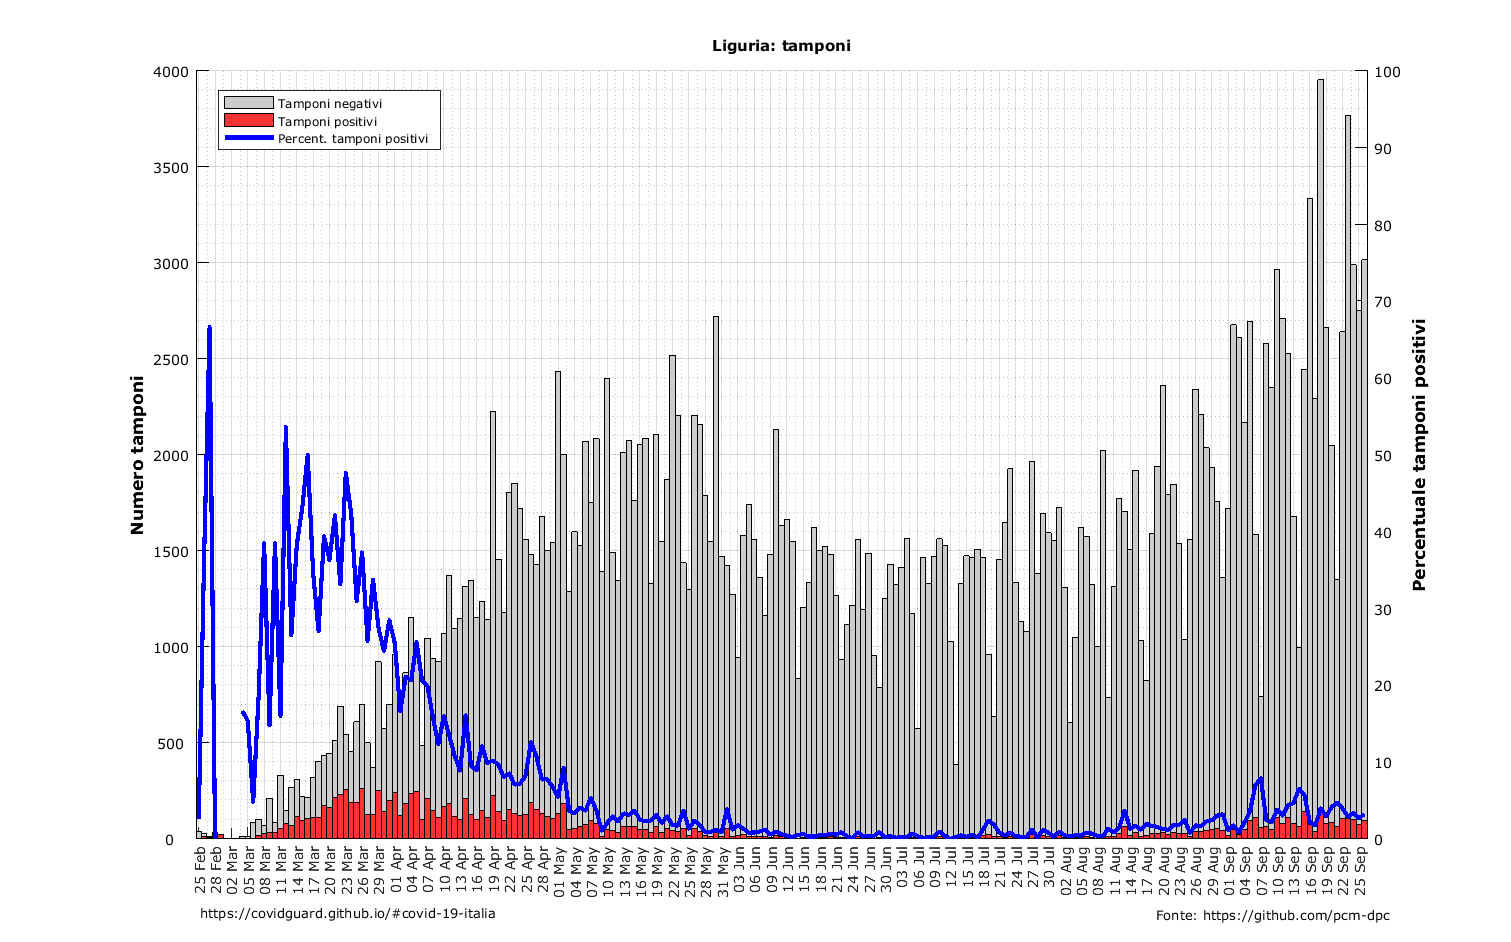 Liguria: tamponi
Tamponi negativi
Tamponi positivi
Percent. tamponi positivi
Numero tamponi
4000
3500
3000
2500
2000
1500
1000
500
0
Percentuale tamponi positivi
100
90
80
70
60
50
40
30
20
10
0
25 Feb
28 Feb
02 Mar
05 Mar
08 Mar
11 Mar
14 Mar
17 Mar
20 Mar
23 Mar
26 Mar
29 Mar
01 Apr
04 Apr
07 Apr
10 Apr
13 Apr
16 Apr
19 Apr
22 Apr
25 Apr
28 Apr
01 May
04 May
07 May
10 May
13 May
16 May
19 May
22 May
25 May
28 May
31 May
03 Jun
06 Jun
09 Jun
12 Jun
15 Jun
18 Jun
21 Jun
24 Jun
27 Jun
30 Jun
03 Jul
06 Jul
09 Jul
12 Jul
15 Jul
18 Jul
21 Jul
24 Jul
27 Jul
30 Jul
02 Aug
05 Aug
08 Aug
11 Aug
14 Aug
17 Aug
20 Aug
23 Aug
26 Aug
29 Aug
01 Sep
04 Sep
07 Sep
10 Sep
13 Sep
16 Sep
19 Sep
22 Sep
25 Sep
https://covidguard.github.io/#covid-19-italia
Fonte: https://github.com/pcm-dpc